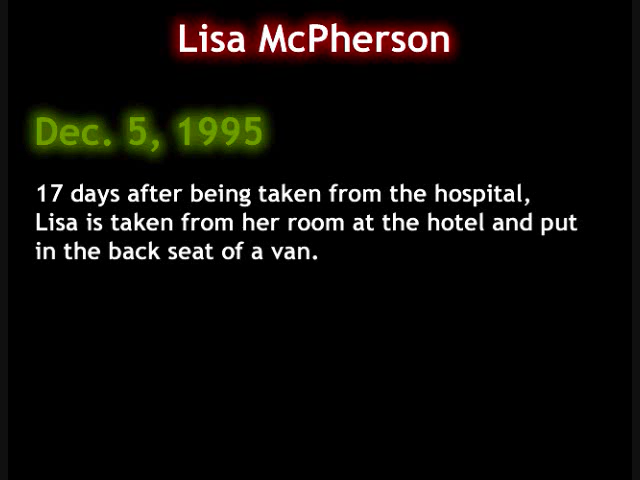 Lisa McPherson
Dec. 5, 1995
17 days after being taken from the hospital,
Lisa is taken from her room at the hotel and put
in the back seat of a van.